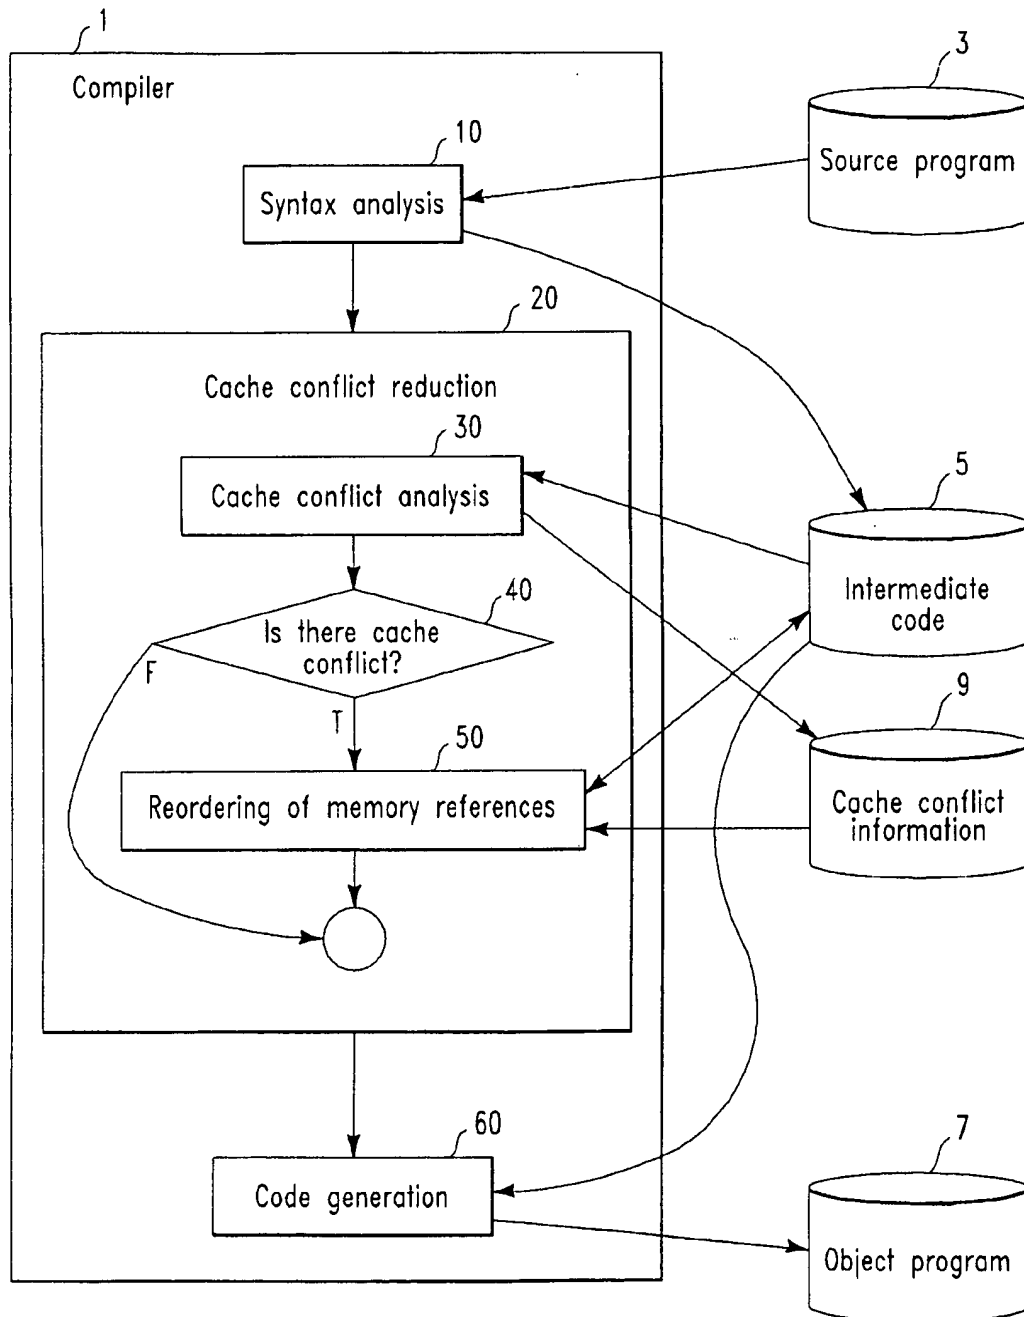 1
Compiler
3
Source program
10
Syntax analysis
20
Cache conflict reduction
30
Cache conflict analysis
5
Intermediate
code
40
Is there cache
conflict?
F
T
9
Cache conflict
information
50
Reordering of memory references
60
Code generation
7
Object program